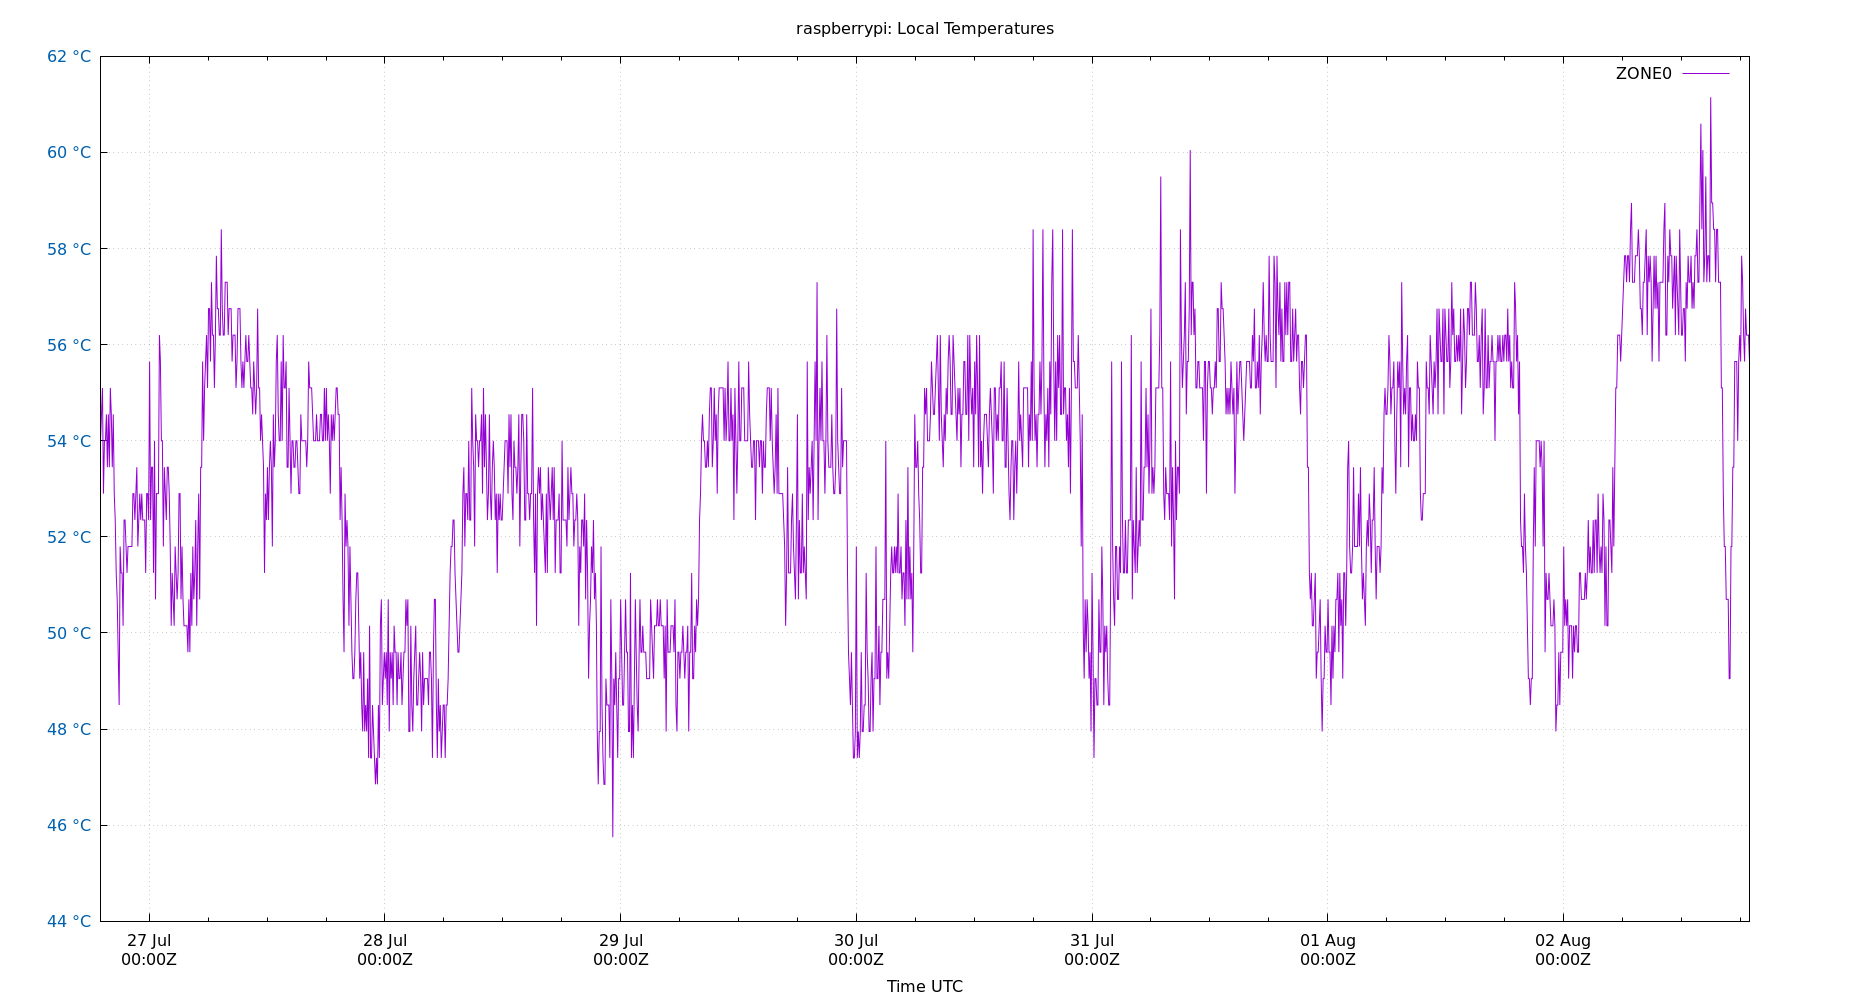 raspberrypi: Local Temperatures
62 °C
ZONE0
60 °C
58 °C
56 °C
54 °C
52 °C
50 °C
48 °C
46 °C
44 °C
27 Jul
00:00Z
28 Jul
00:00Z
29 Jul
00:00Z
30 Jul
00:00Z
31 Jul
00:00Z
01 Aug
00:00Z
02 Aug
00:00Z
Time UTC